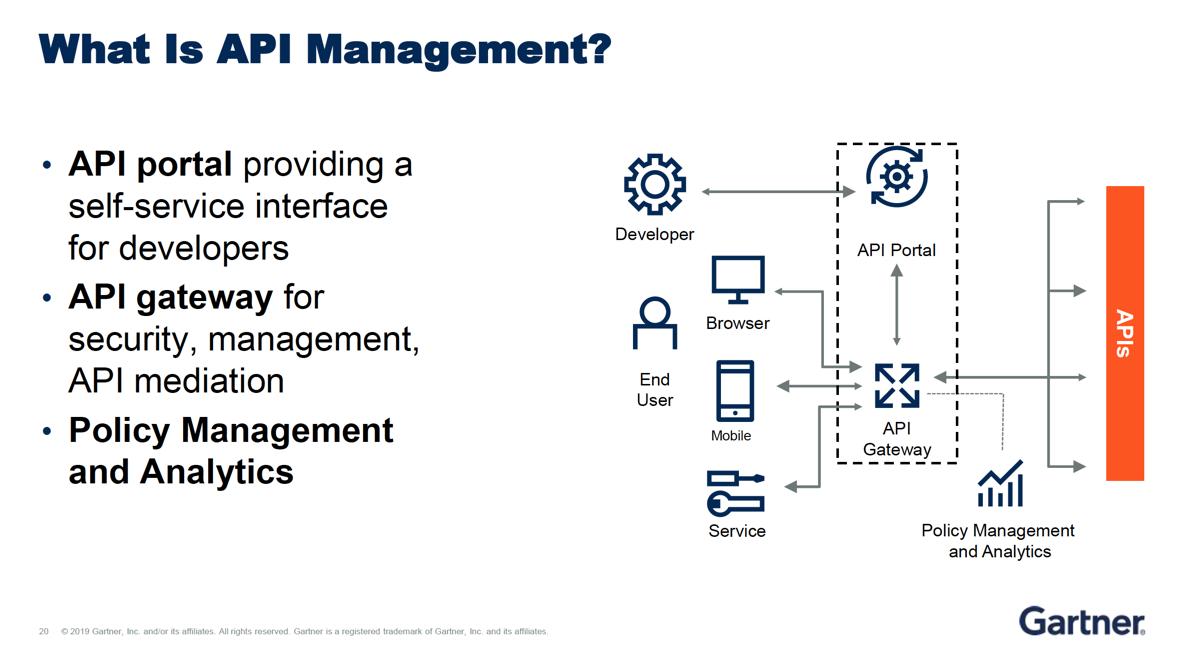 What Is API Management?
• API portal providing a
self-service interface
for developers
• API gateway for
security, management,
API mediation
• Policy Management
and Analytics
Developer
API Portal
Browser
End
User
Mobile
API
Gateway
Service
Policy Management
and Analytics
APIs
20 © 2019 Gartner, Inc. and/or its affiliates. All rights reserved. Gartner is a registered trademark of Gartner, Inc. and its affiliates.
Gartner®